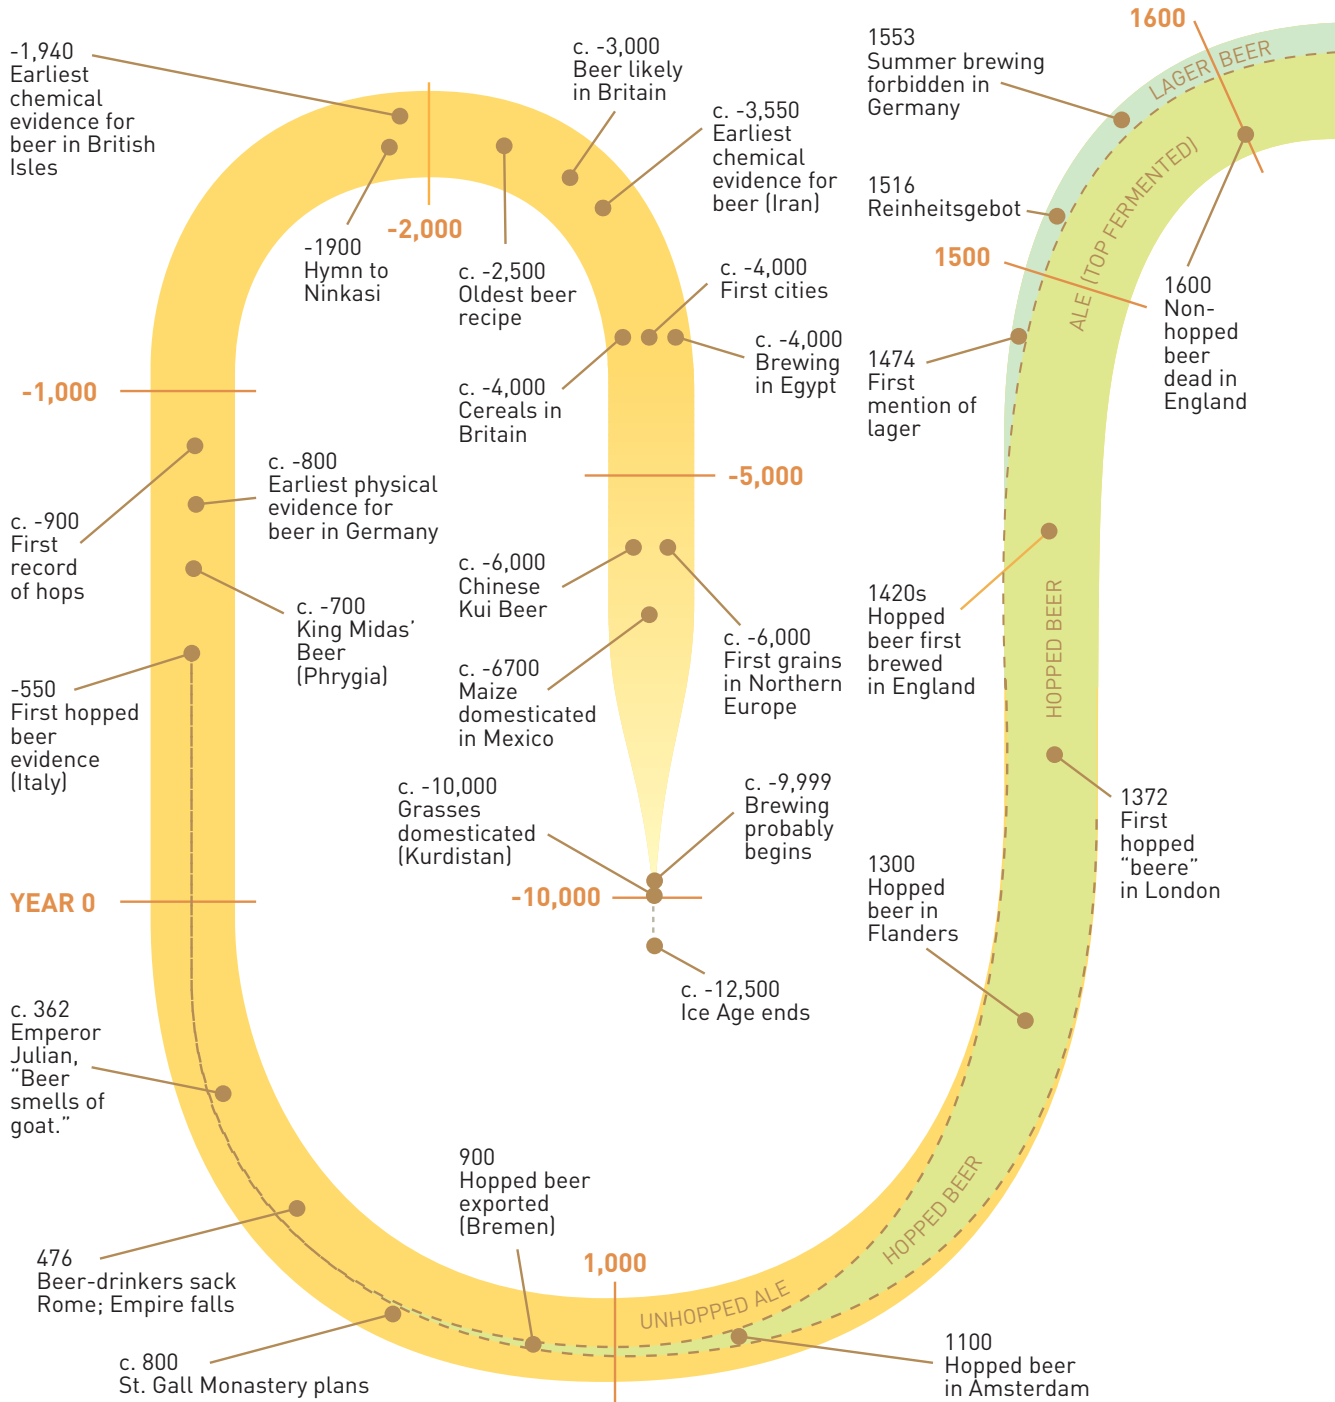 -1,940
Earliest
chemical
evidence for
beer in British
Isles
c. -3,000
Beer likely
in Britain
c. -3,550
Earliest
chemical
evidence for
beer (Iran)
-2,000
-1900
Hymn to
Ninkasi
c. -2,500
Oldest beer
recipe
c. -4,000
First cities
c. -4,000
Brewing
in Egypt
c. -4,000
Cereals in
Britain
-1,000
-5,000
c. -900
First
record
of hops
c. -800
Earliest physical
evidence for
beer in Germany
c. -700
King Midas’
Beer
(Phrygia)
c. -6,000
Chinese
Kui Beer
c. -6,000
First grains
in Northern
Europe
c. -6700
Maize
domesticated
in Mexico
-550
First hopped
beer
evidence
(Italy)
c. -10,000
Grasses
domesticated
(Kurdistan)
c. -9,999
Brewing
probably
begins
-10,000
c. -12,500
Ice Age ends
YEAR 0
c. 362
Emperor
Julian,
“Beer
smells of
goat.”
476
Beer-drinkers sack
Rome; Empire falls
c. 800
St. Gall Monastery plans
900
Hopped beer
exported
(Bremen)
1,000
UNHOPPED ALE
HOPPED BEER
1100
Hopped beer
in Amsterdam
1300
Hopped
beer in
Flanders
1372
First
hopped
“beere”
in London
HOPPED BEER
1420s
Hopped
beer first
brewed
in England
1474
First
mention of
lager
1500
1516
Reinheitsgebot
1553
Summer brewing
forbidden in
Germany
1600
LAGER BEER
ALE (TOP FERMENTED)
1600
Non-
hopped
beer
dead in
England